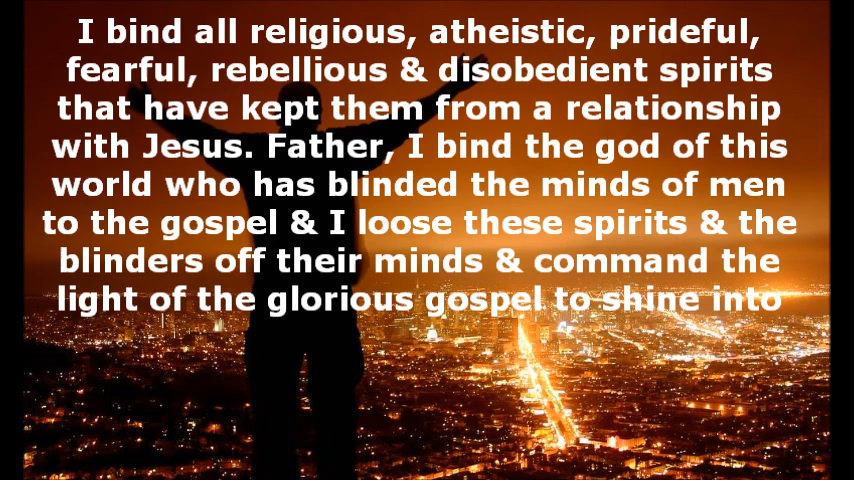 I bind all religious, atheistic, prideful,
fearful, rebellious & disobedient spirits
that have kept them from a relationship
with Jesus. Father, I bind the god of this
world who has blinded the minds of men
to the gospel & I loose these spirits & the
blinders off their minds & command the
light of the glorious gospel to shine into